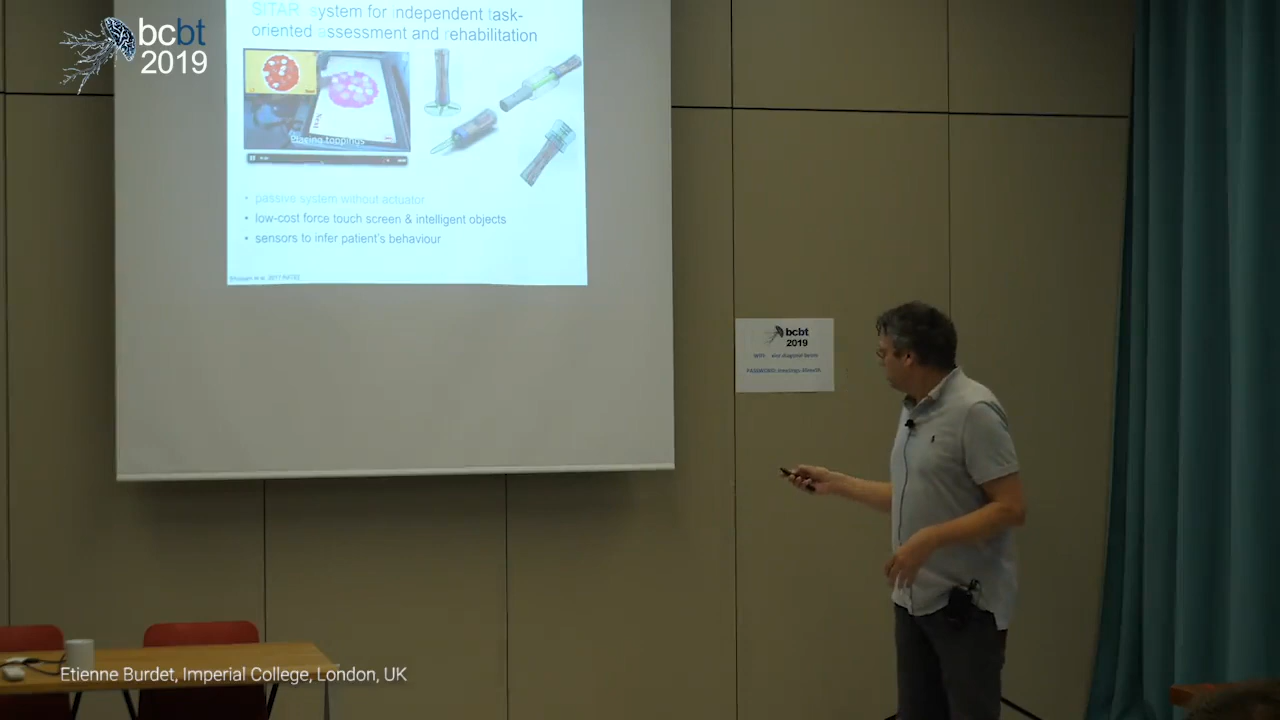 bcbt
2019
SITAR: system for independent task-
oriented assessment and rehabilitation
placing toppings
• passive system without actuator
• low-cost force touch screen & intelligent objects
• sensors to infer patient's behaviour
bcbt
2019
Etienne Burdet, Imperial College, London, UK